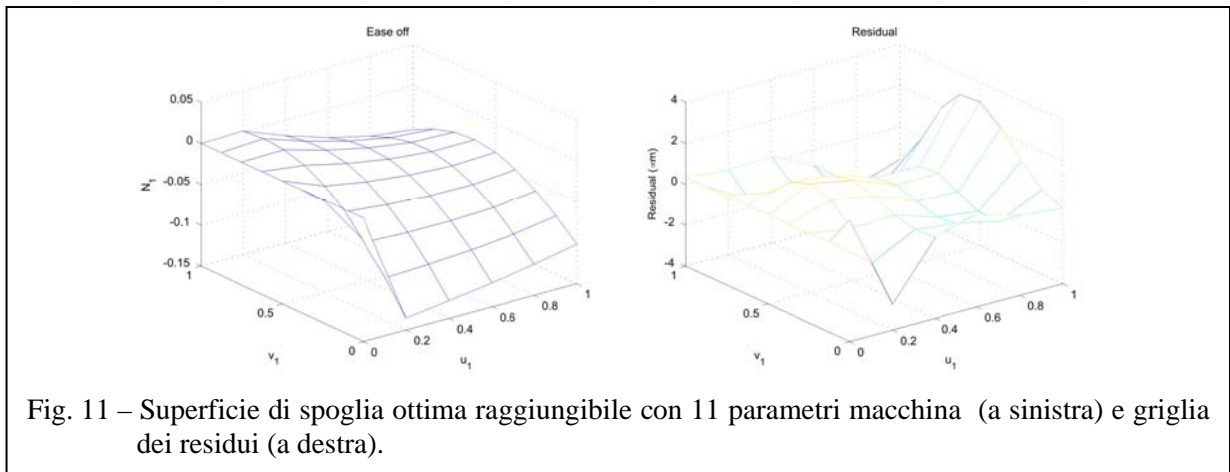 Ease off
0.05
0
-0.05
-0.1
-0.15
N1
1
0.5
0
v1
0
0.2
0.4
0.6
0.8
1
u1
Residual
4
2
0
-2
-4
Residual (∝m)
1
0.5
0
v1
0
0.2
0.4
0.6
0.8
1
u1
Fig. 11 – Superficie di spoglia ottima raggiungibile con 11 parametri macchina (a sinistra) e griglia
dei residui (a destra).